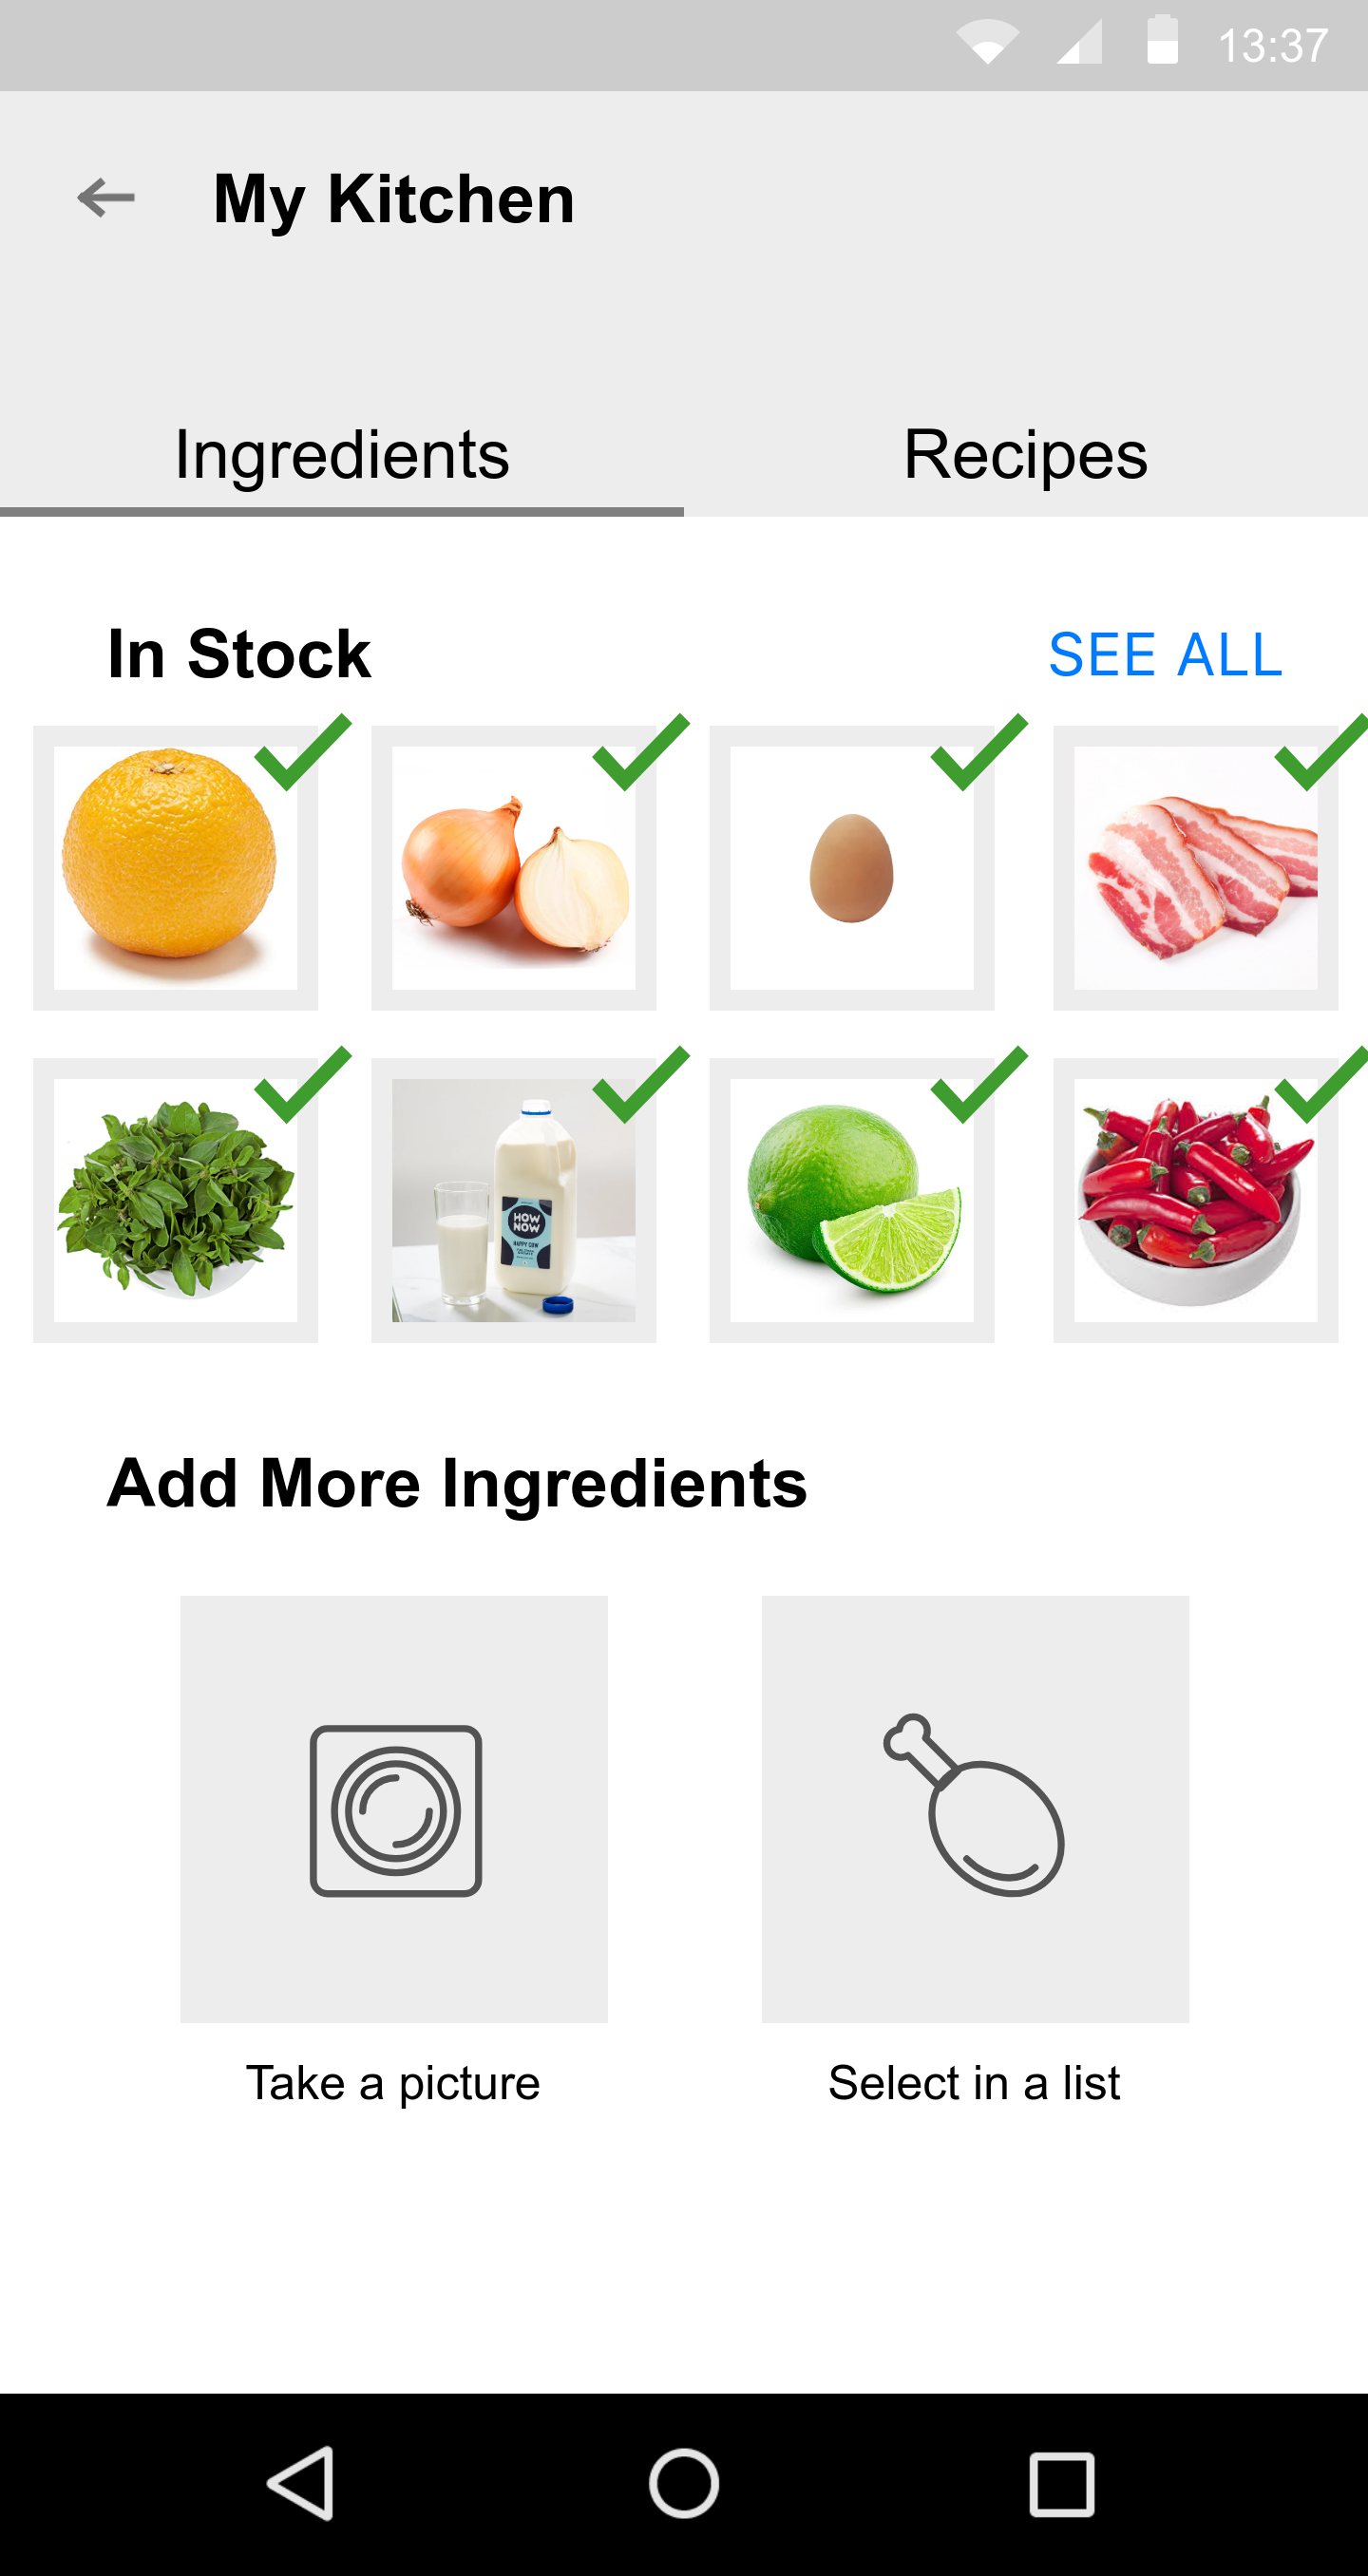 13:37
My Kitchen
Ingredients
Recipes
In Stock
SEE ALL
HOW
NOW
HAPPY COW
Add More Ingredients
Take a picture
Select in a list